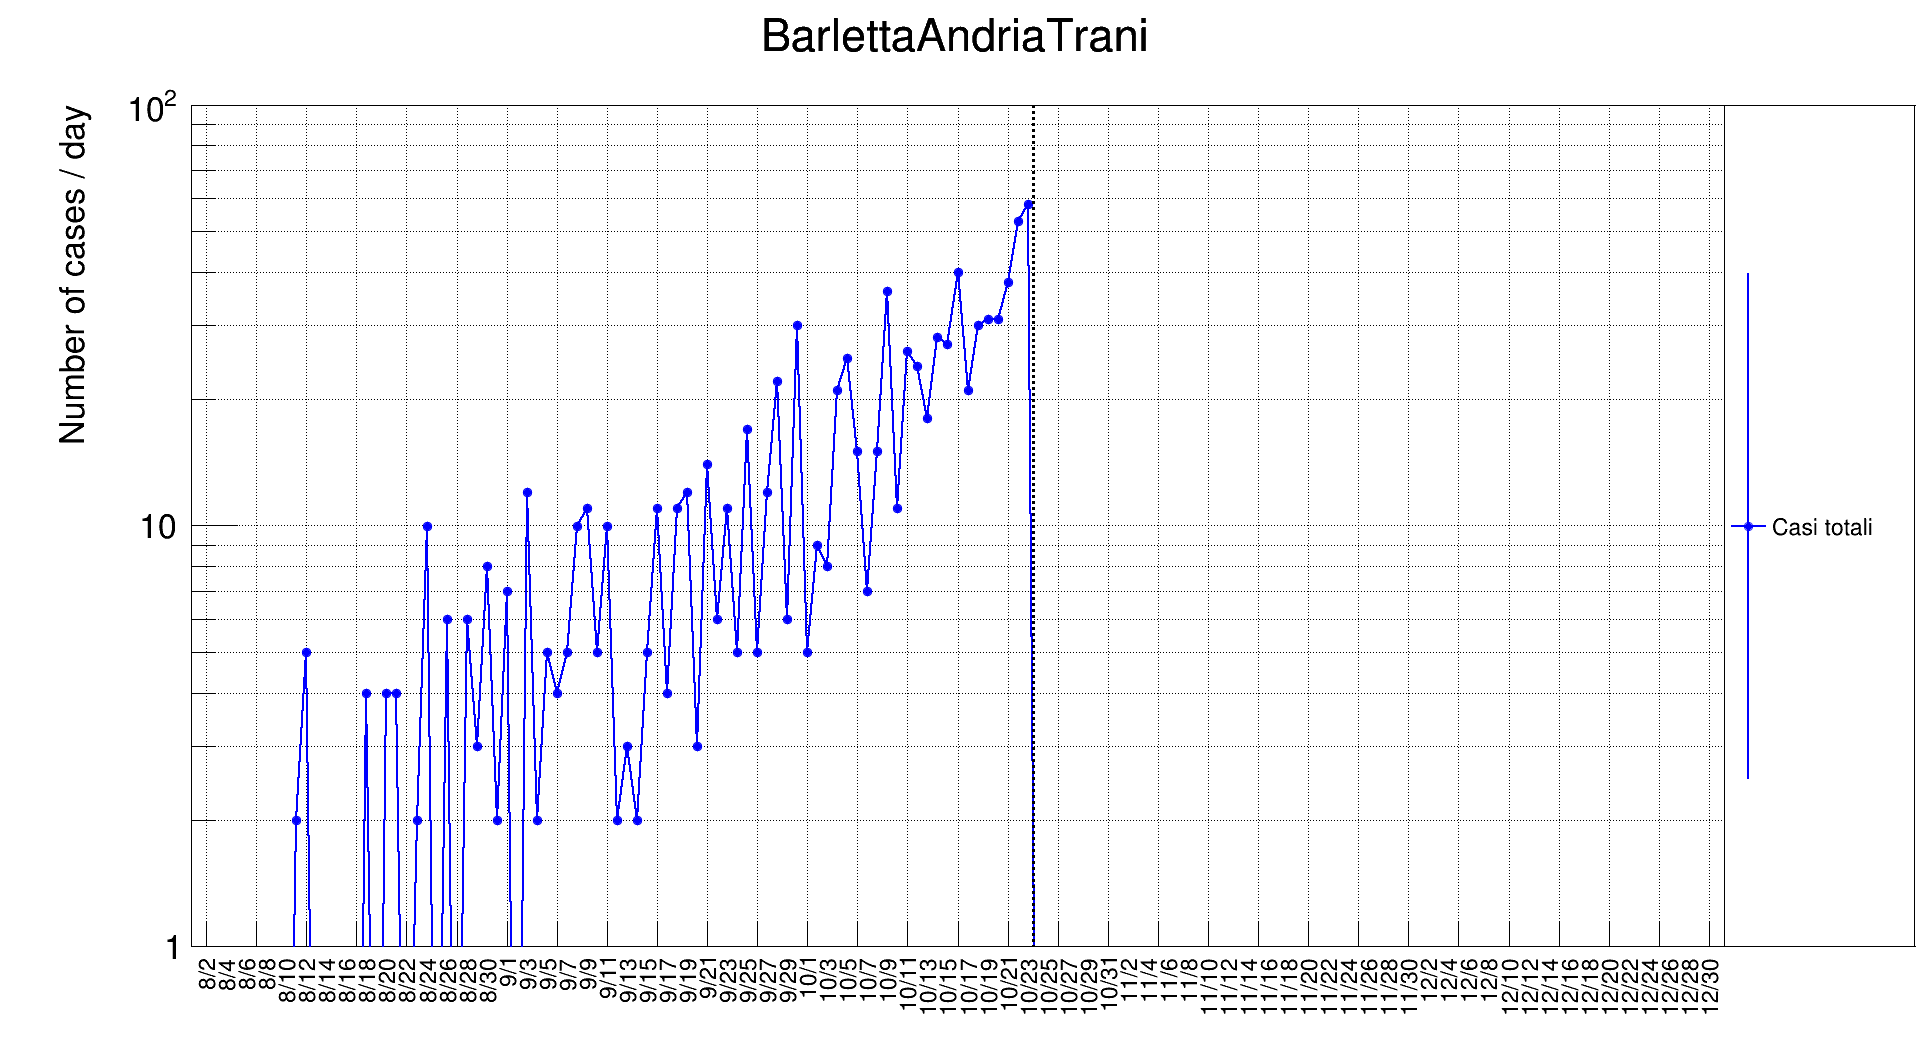 BarlettaAndriaTrani
Number of cases / day
10²
10
1
8/2 8/4 8/6 8/8 8/10 8/12 8/14 8/16 8/18 8/20 8/22 8/24 8/26 8/28 8/30 9/1 9/3 9/5 9/7 9/9 9/11 9/13 9/15 9/17 9/19 9/21 9/23 9/25 9/27 9/29 10/1 10/3 10/5 10/7 10/9 10/11 10/13 10/15 10/17 10/19 10/21 10/23 10/25 10/27 10/29 10/31 11/2 11/4 11/6 11/8 11/10 11/12 11/14 11/16 11/18 11/20 11/22 11/24 11/26 11/28 11/30 12/2 12/4 12/6 12/8 12/10 12/12 12/14 12/16 12/18 12/20 12/22 12/24 12/26 12/28 12/30
Casi totali